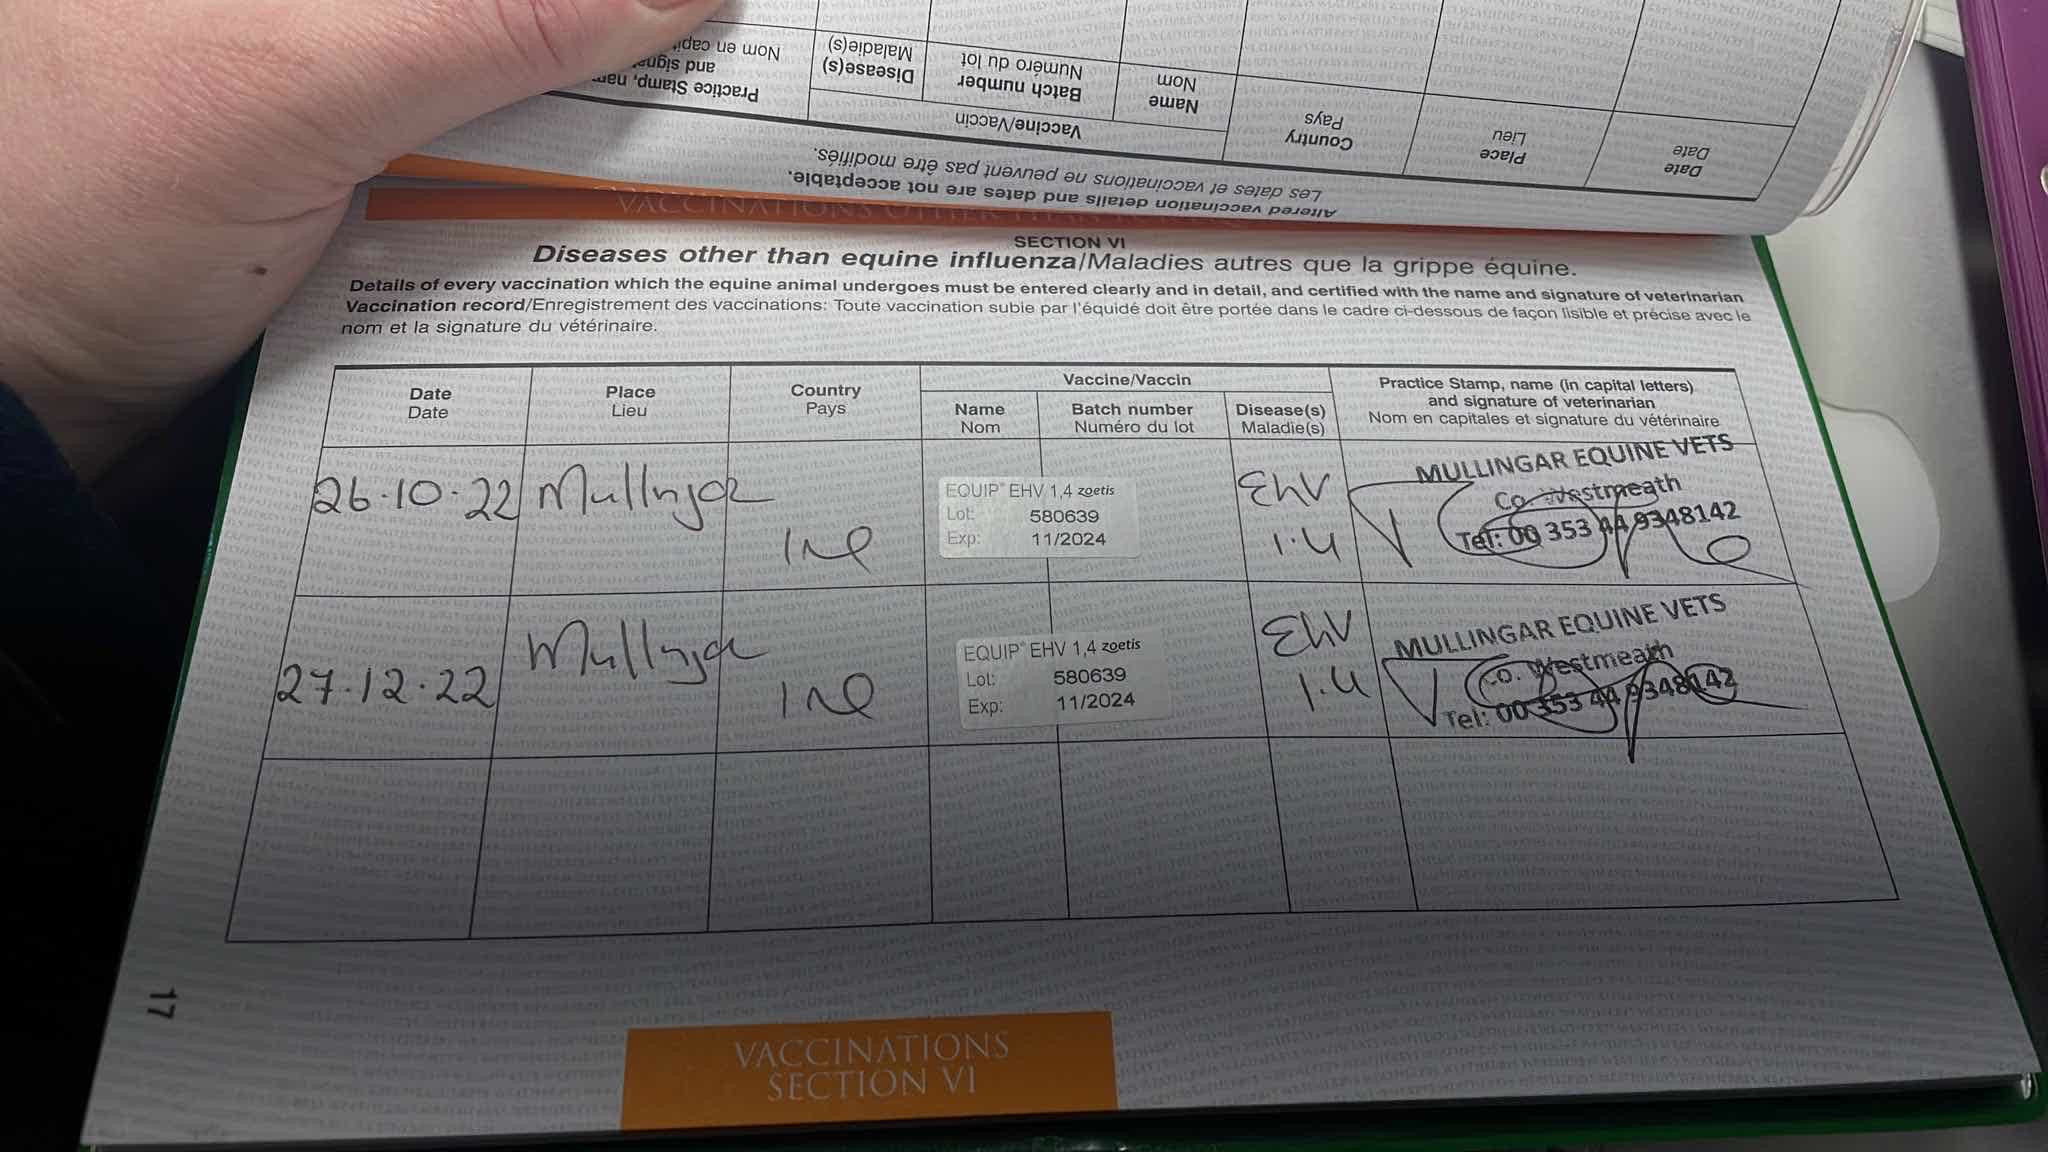 Practice Stamp, nam
and signa
Nom en capi
Disease(s)
Maladie(s)
Batch number
Numéro du lot
Name
Nom
Vaccine/Vaccin
Country
Pays
Place
Lieu
Date
Date
Altered vaccination details and dates are not acceptable.
Les dates et vaccinations ne peuvent pas être modifiés.
VACCINATIONS OTHER THAN
SECTION VI
Diseases other than equine influenza/Maladies autres que la grippe équine.
Details of every vaccination which the equine animal undergoes must be entered clearly and in detail, and certified with the name and signature of veterinarian
Vaccination record/Enregistrement des vaccinations: Toute vaccination subie par l'équidé doit être portée dans le cadre ci-dessous de façon lisible et précise avec le
nom et la signature du vétérinaire.
Date
Date
Place
Lieu
Country
Pays
Vaccine/Vaccin
Name
Nom
Batch number
Numéro du lot
Disease(s)
Maladie(s)
Practice Stamp, name (in capital letters)
and signature of veterinarian
Nom en capitales et signature du vétérinaire
26.10.22
Mullingar
Irl
EQUIP® EHV 1,4 zoetis
Lot: 580639
Exp: 11/2024
EHV
1.4
MULLINGAR EQUINE VETS
Co. Westmeath
Tel: 00 353 44 9348142
27.12.22
Mullingar
Irl
EQUIP® EHV 1,4 zoetis
Lot: 580639
Exp: 11/2024
EHV
1.4
MULLINGAR EQUINE VETS
Co. Westmeath
Tel: 00 353 44 9348142
17
VACCINATIONS
SECTION VI